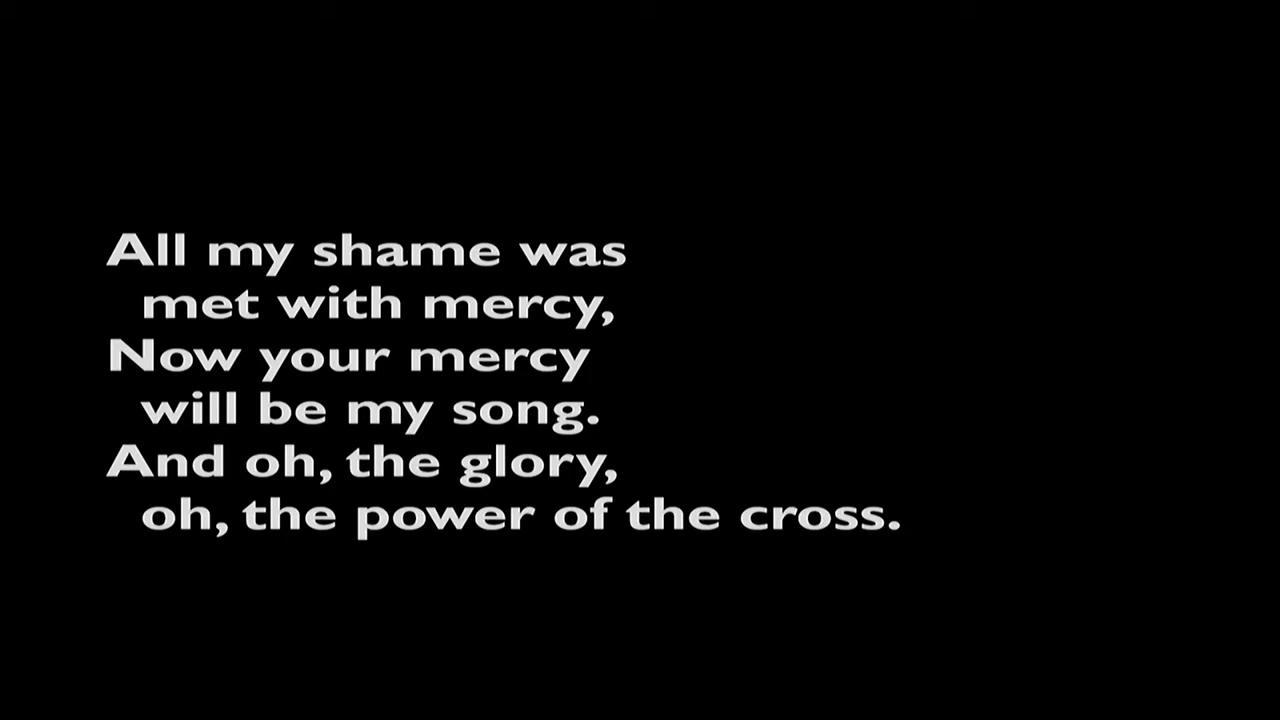 All my shame was
met with mercy,
Now your mercy
will be my song.
And oh, the glory,
oh, the power of the cross.